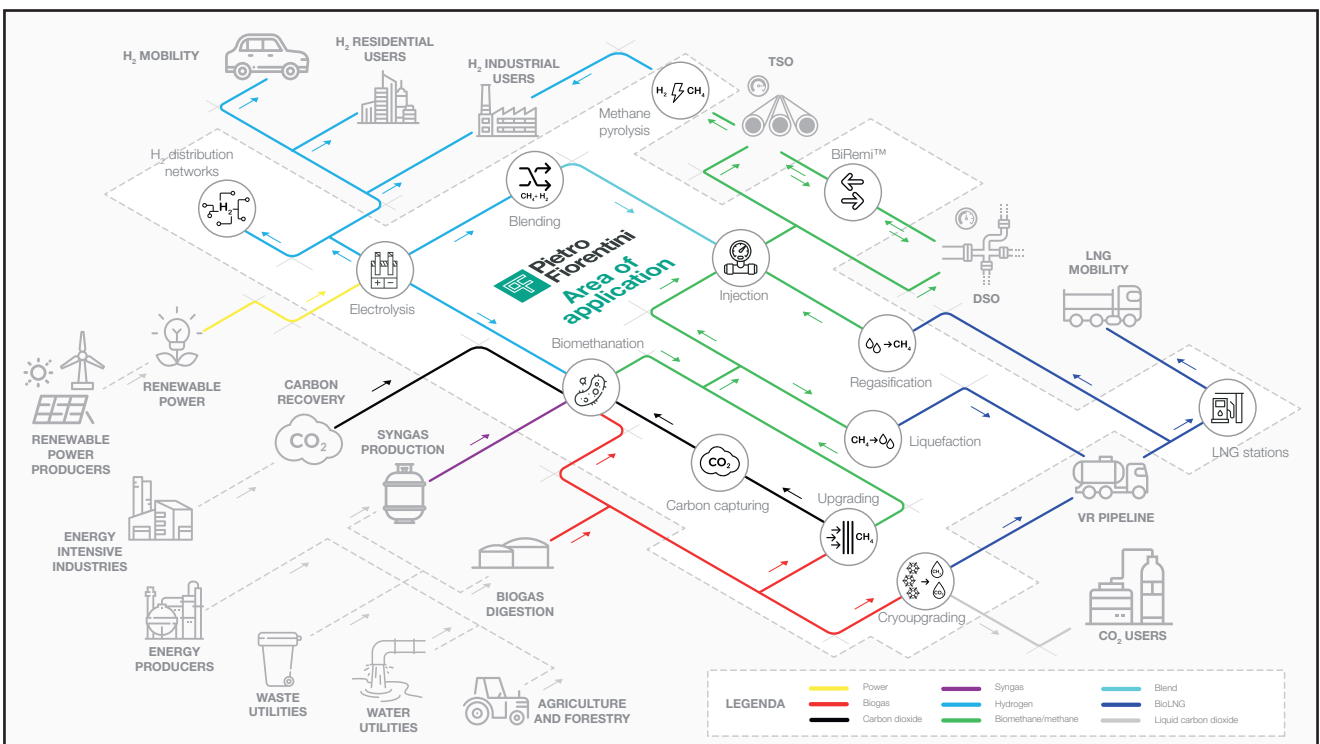 H2 MOBILITY
H2 RESIDENTIAL
USERS
H2 INDUSTRIAL
USERS
H2 CH4
Methane
pyrolysis
TSO
H2 distribution
networks
H2
CH4+ H2
Blending
BiRemi™
Pietro
Fiorentini
Area of
application
Electrolysis
Injection
DSO
LNG
MOBILITY
Biomethanation
CH4
Regasification
RENEWABLE
POWER
RENEWABLE
POWER
PRODUCERS
CARBON
RECOVERY
CO2
SYNGAS
PRODUCTION
CH4
Liquefaction
LNG stations
CO2
Carbon capturing
Upgrading
CH4
VR PIPELINE
ENERGY
INTENSIVE
INDUSTRIES
BIOGAS
DIGESTION
CH4
CO2
Cryoupgrading
CO2 USERS
ENERGY
PRODUCERS
WASTE
UTILITIES
WATER
UTILITIES
AGRICULTURE
AND FORESTRY
LEGENDA
Power
Syngas
Blend
Biogas
Hydrogen
BioLNG
Carbon dioxide
Biomethane/methane
Liquid carbon dioxide